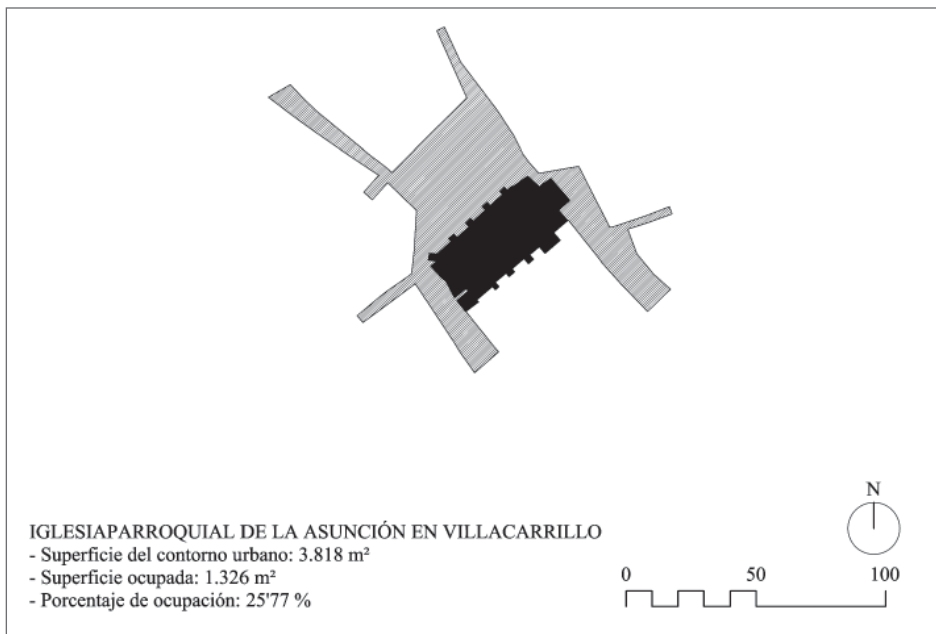 IGLESIAPARROQUIAL DE LA ASUNCIÓN EN VILLACARRILLO
- Superficie del contorno urbano: 3.818 m²
- Superficie ocupada: 1.326 m²
- Porcentaje de ocupación: 25'77 %
N
0 50 100